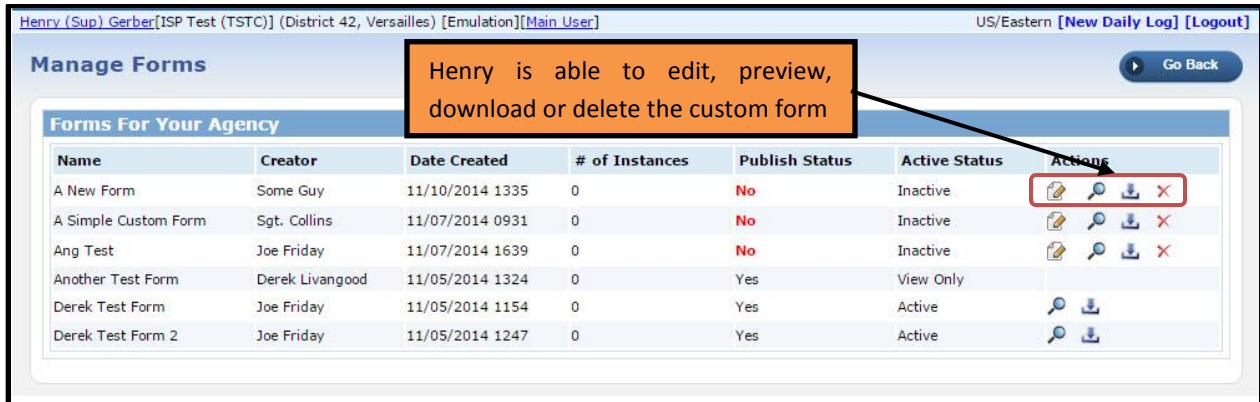 Henry (Sup) Gerber[ISP Test (TSTC)] (District 42, Versailles) [Emulation][Main User] US/Eastern [New Daily Log] [Logout]
Manage Forms
Henry is able to edit, preview,
download or delete the custom form
Go Back
Forms For Your Agency
Name Creator Date Created # of Instances Publish Status Active Status Actions
A New Form Some Guy 11/10/2014 1335 0 No Inactive
A Simple Custom Form Sgt. Collins 11/07/2014 0931 0 No Inactive
Ang Test Joe Friday 11/07/2014 1639 0 No Inactive
Another Test Form Derek Livangood 11/05/2014 1324 0 Yes View Only
Derek Test Form Joe Friday 11/05/2014 1154 0 Yes Active
Derek Test Form 2 Joe Friday 11/05/2014 1247 0 Yes Active